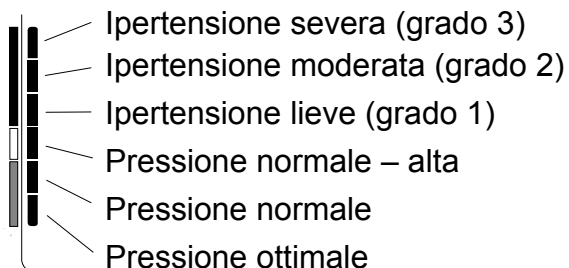 Ipertensione severa (grado 3)
Ipertensione moderata (grado 2)
Ipertensione lieve (grado 1)
Pressione normale – alta
Pressione normale
Pressione ottimale